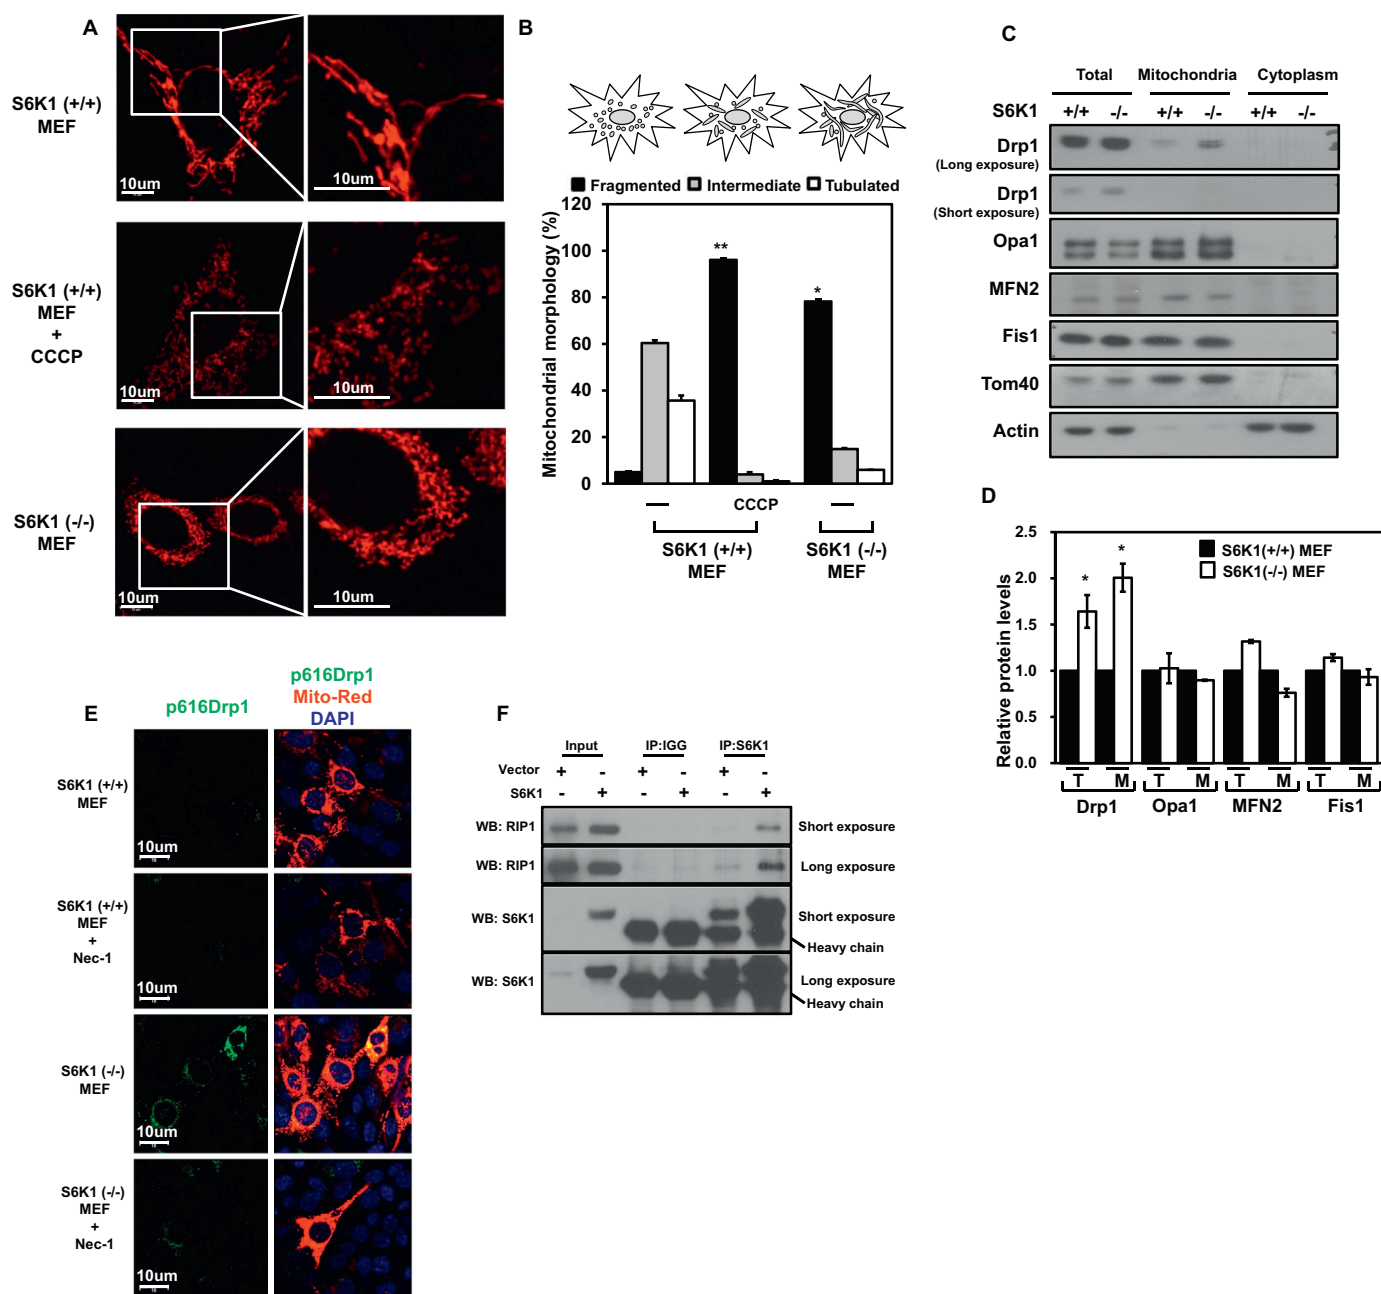 A
S6K1 (+/+)
MEF
10um
10um
S6K1 (+/+)
MEF
+
CCCP
10um
10um
S6K1 (-/-)
MEF
10um
10um
B
Fragmented Intermediate Tubulated
Mitochondrial morphology (%)
120
100
80
60
40
20
0
**
*
— CCCP —
S6K1 (+/+)
MEF
S6K1 (-/-)
MEF
C
Total Mitochondria Cytoplasm
S6K1 +/+ -/- +/+ -/- +/+ -/-
Drp1
(Long exposure)
Drp1
(Short exposure)
Opa1
MFN2
Fis1
Tom40
Actin
D
Relative protein levels
2.5
2.0
1.5
1.0
0.5
0.0
S6K1(+/+) MEF
S6K1(-/-) MEF
* *
T M T M T M T M
Drp1 Opa1 MFN2 Fis1
E
p616Drp1
p616Drp1
Mito-Red
DAPI
S6K1 (+/+)
MEF
10um
S6K1 (+/+)
MEF
+
Nec-1
10um
S6K1 (-/-)
MEF
10um
S6K1 (-/-)
MEF
+
Nec-1
10um
F
Input IP:IGG IP:S6K1
Vector + - + - + -
S6K1 - + - + - +
WB: RIP1 Short exposure
WB: RIP1 Long exposure
WB: S6K1 Short exposure
Heavy chain
WB: S6K1 Long exposure
Heavy chain